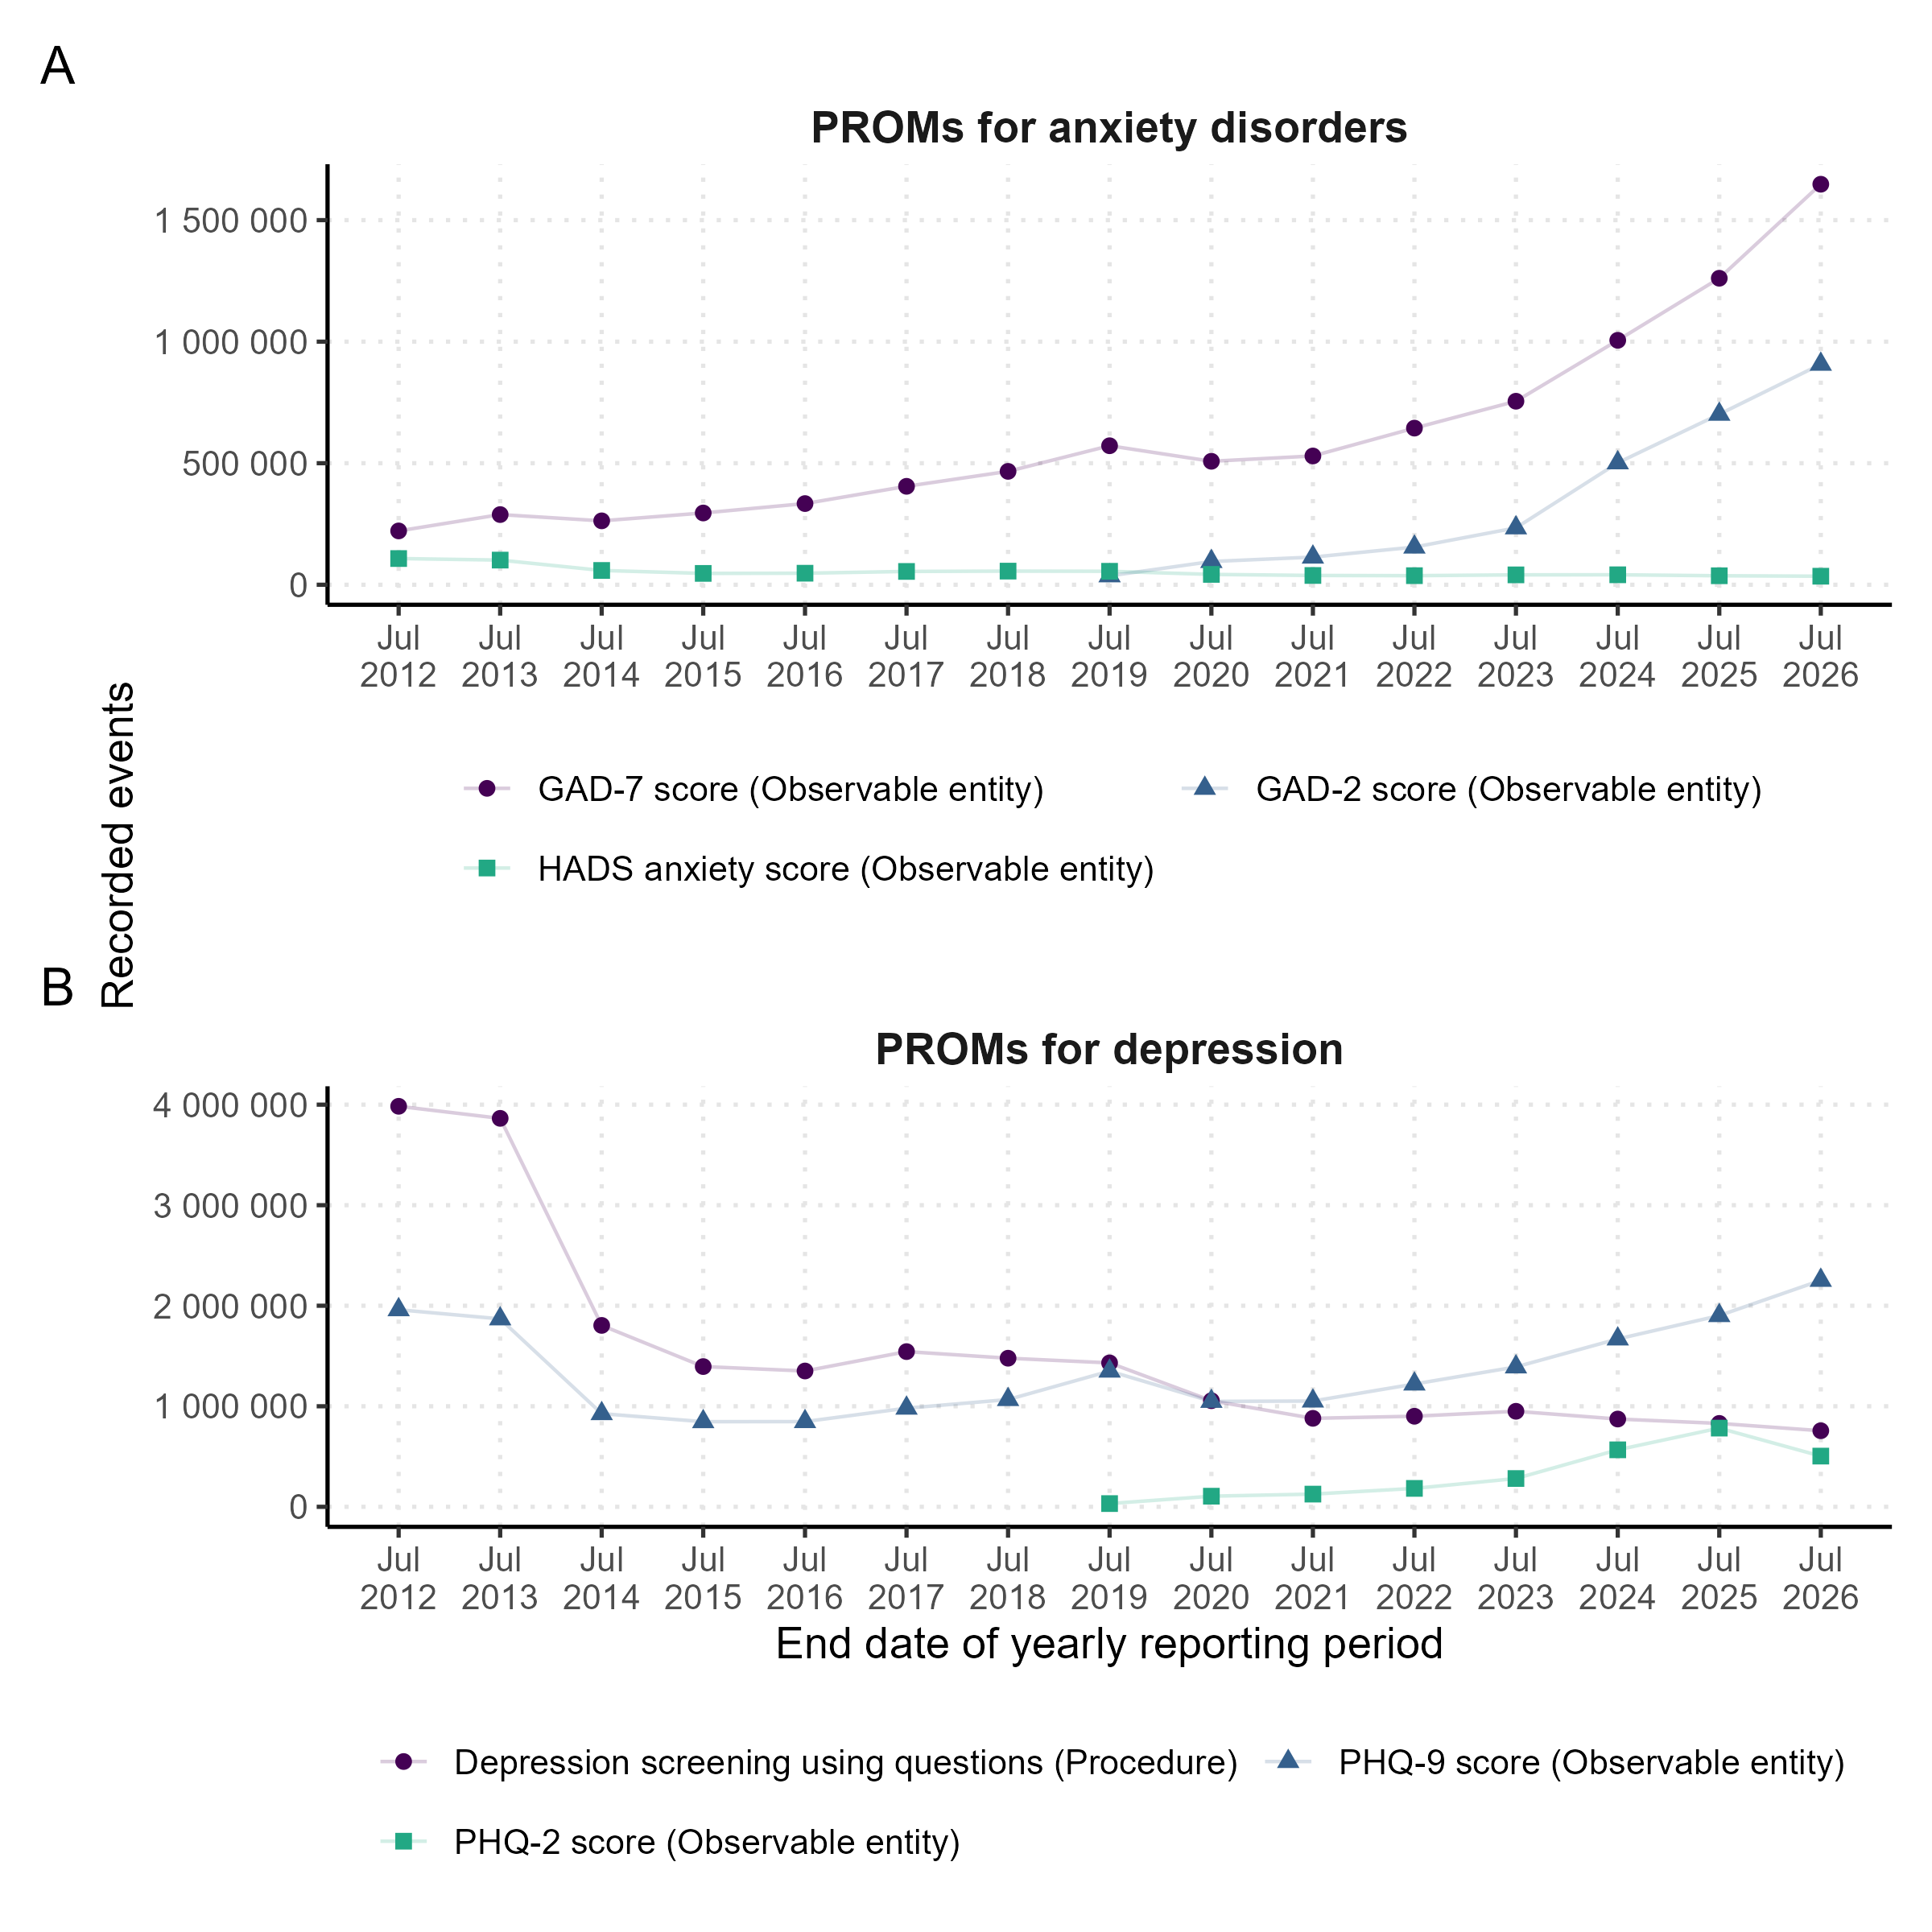 A
PROMs for anxiety disorders
1 500 000
1 000 000
500 000
0
Jul Jul Jul Jul Jul Jul Jul Jul Jul Jul Jul Jul Jul Jul Jul
2012 2013 2014 2015 2016 2017 2018 2019 2020 2021 2022 2023 2024 2025 2026
GAD-7 score (Observable entity) GAD-2 score (Observable entity)
HADS anxiety score (Observable entity)
Recorded events
B
PROMs for depression
4 000 000
3 000 000
2 000 000
1 000 000
0
Jul Jul Jul Jul Jul Jul Jul Jul Jul Jul Jul Jul Jul Jul Jul
2012 2013 2014 2015 2016 2017 2018 2019 2020 2021 2022 2023 2024 2025 2026
End date of yearly reporting period
Depression screening using questions (Procedure) PHQ-9 score (Observable entity)
PHQ-2 score (Observable entity)